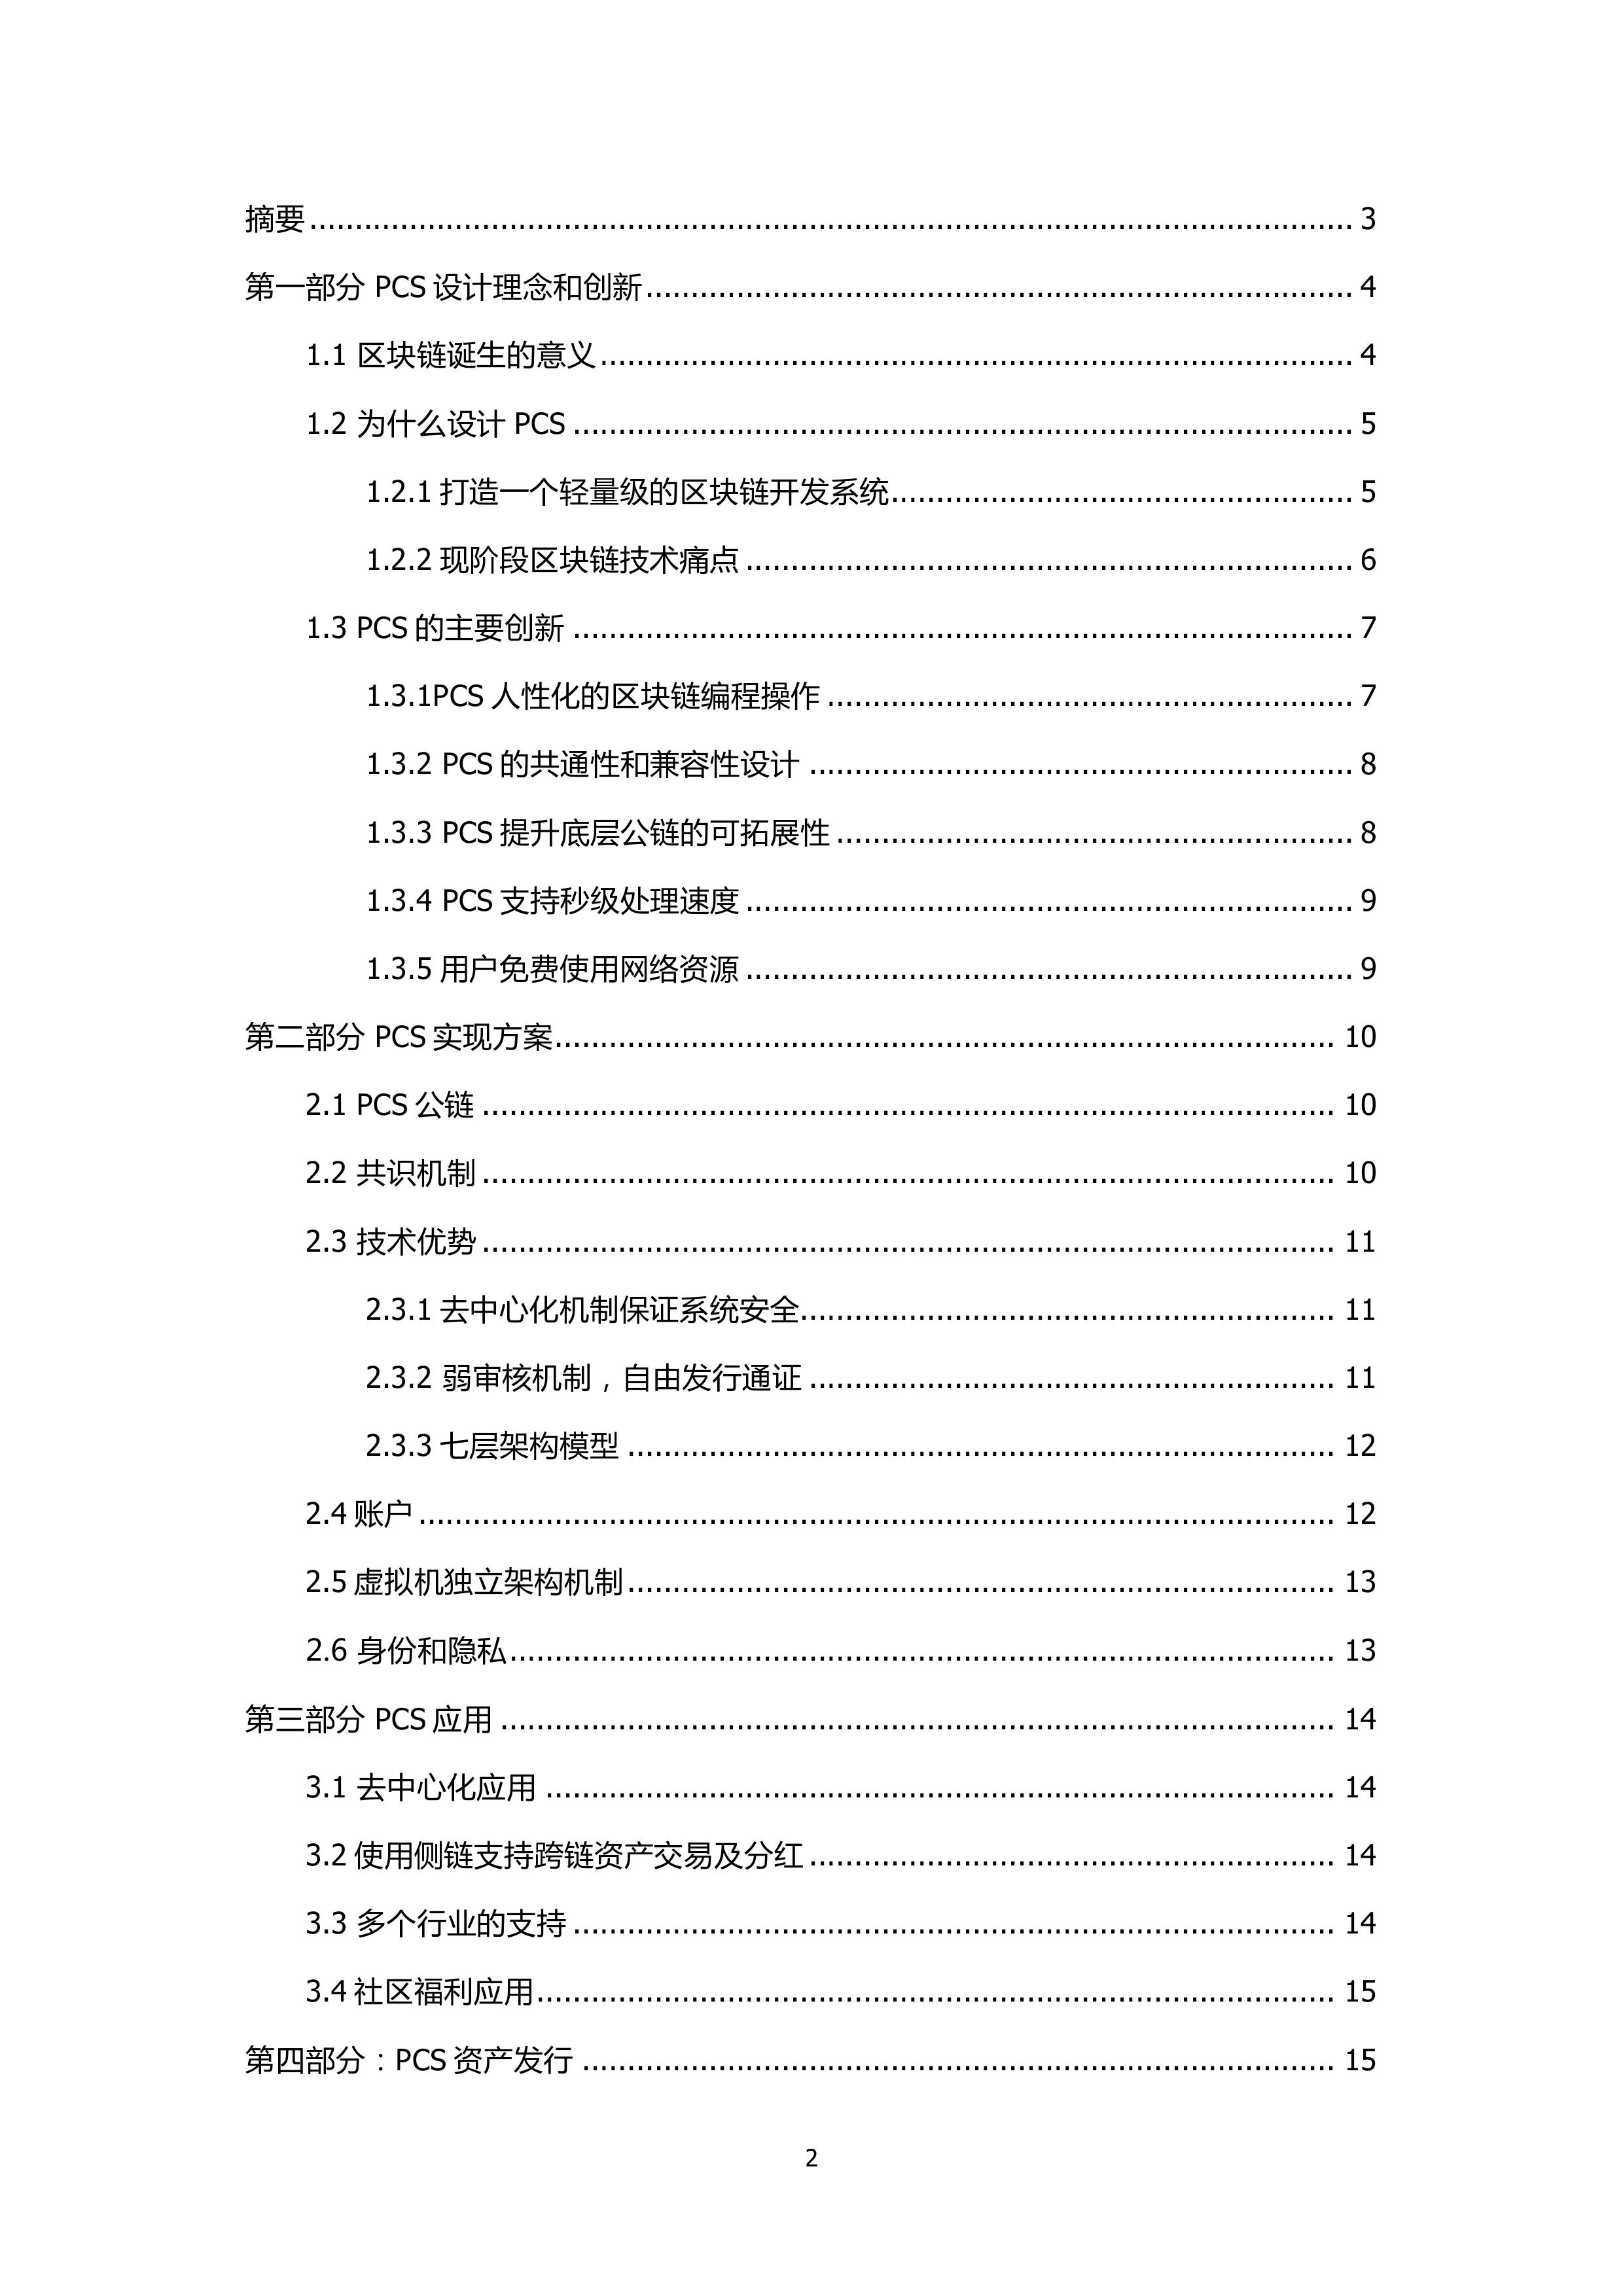 摘要........................................ 3
第一部分 PCS 设计理念和创新........................................ 4
1.1 区块链诞生的意义........................................ 4
1.2 为什么设计 PCS ........................................ 5
1.2.1 打造一个轻量级的区块链开发系统........................................ 5
1.2.2 现阶段区块链技术痛点 ........................................ 6
1.3 PCS 的主要创新 ........................................ 7
1.3.1PCS 人性化的区块链编程操作 ........................................ 7
1.3.2 PCS 的共通性和兼容性设计 ........................................ 8
1.3.3 PCS 提升底层公链的可拓展性 ........................................ 8
1.3.4 PCS 支持秒级处理速度 ........................................ 9
1.3.5 用户免费使用网络资源 ........................................ 9
第二部分 PCS 实现方案........................................ 10
2.1 PCS 公链 ........................................ 10
2.2 共识机制 ........................................ 10
2.3 技术优势 ........................................ 11
2.3.1 去中心化机制保证系统安全........................................ 11
2.3.2 弱审核机制，自由发行通证 ........................................ 11
2.3.3 七层架构模型 ........................................ 12
2.4 账户 ........................................ 12
2.5 虚拟机独立架构机制........................................ 13
2.6 身份和隐私........................................ 13
第三部分 PCS 应用 ........................................ 14
3.1 去中心化应用 ........................................ 14
3.2 使用侧链支持跨链资产交易及分红 ........................................ 14
3.3 多个行业的支持 ........................................ 14
3.4 社区福利应用........................................ 15
第四部分：PCS 资产发行 ........................................ 15
2